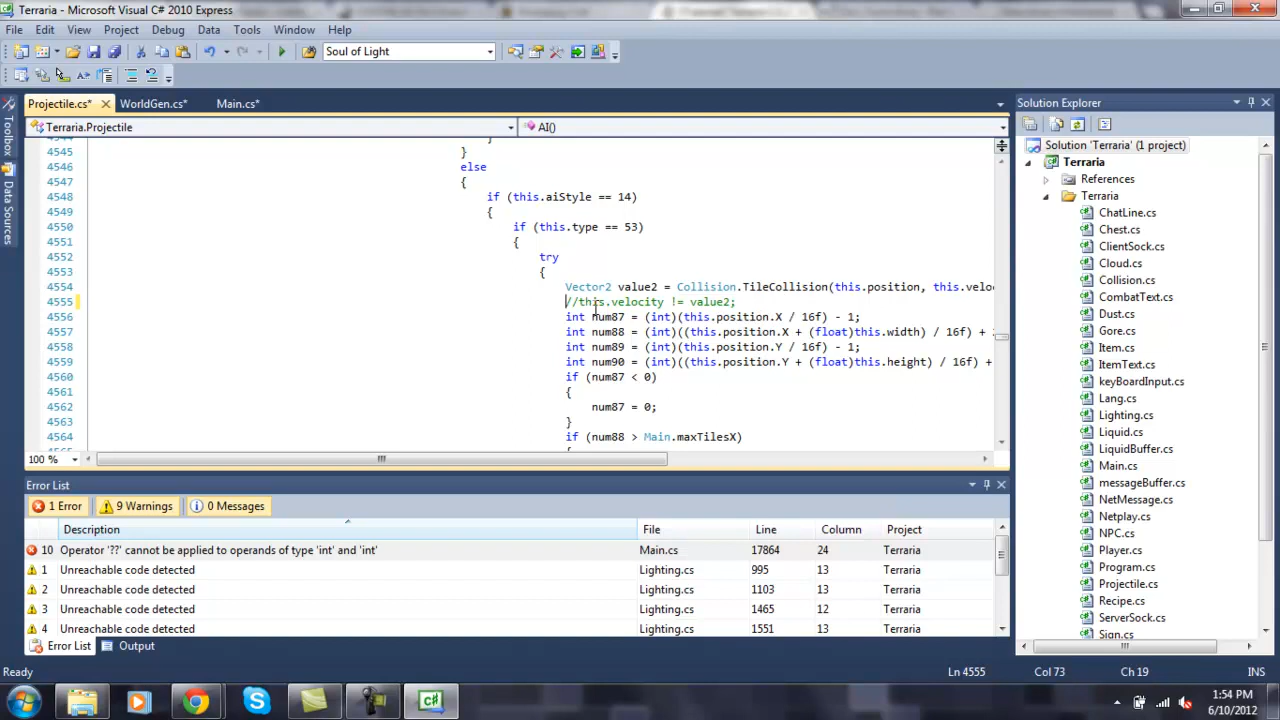 Terraria - Microsoft Visual C# 2010 Express
File Edit View Project Debug Data Tools Window Help
Soul of Light
Projectile.cs* WorldGen.cs* Main.cs* Solution Explorer
Terraria.Projectile AI()
Toolbox
Data Sources
4545 }
4546 else
4547 {
4548 if (this.aiStyle == 14)
4549 {
4550 if (this.type == 53)
4551 {
4552 try
4553 {
4554 Vector2 value2 = Collision.TileCollision(this.position, this.velo
4555 //this.velocity != value2;
4556 int num87 = (int)(this.position.X / 16f) - 1;
4557 int num88 = (int)((this.position.X + (float)this.width) / 16f) +
4558 int num89 = (int)(this.position.Y / 16f) - 1;
4559 int num90 = (int)((this.position.Y + (float)this.height) / 16f) +
4560 if (num87 < 0)
4561 {
4562 num87 = 0;
4563 }
4564 if (num88 > Main.maxTilesX)
100 %
Solution 'Terraria' (1 project)
Terraria
References
Terraria
ChatLine.cs
Chest.cs
ClientSock.cs
Cloud.cs
Collision.cs
CombatText.cs
Dust.cs
Gore.cs
Item.cs
ItemText.cs
keyBoardInput.cs
Lang.cs
Lighting.cs
Liquid.cs
LiquidBuffer.cs
Main.cs
messageBuffer.cs
NetMessage.cs
Netplay.cs
NPC.cs
Player.cs
Program.cs
Projectile.cs
Recipe.cs
ServerSock.cs
Sign.cs
Error List
1 Error 9 Warnings 0 Messages
Description File Line Column Project
10 Operator '??' cannot be applied to operands of type 'int' and 'int' Main.cs 17864 24 Terraria
1 Unreachable code detected Lighting.cs 995 13 Terraria
2 Unreachable code detected Lighting.cs 1103 13 Terraria
3 Unreachable code detected Lighting.cs 1465 12 Terraria
4 Unreachable code detected Lighting.cs 1551 13 Terraria
Error List Output
Ready Ln 4555 Col 73 Ch 19 INS
1:54 PM
6/10/2012